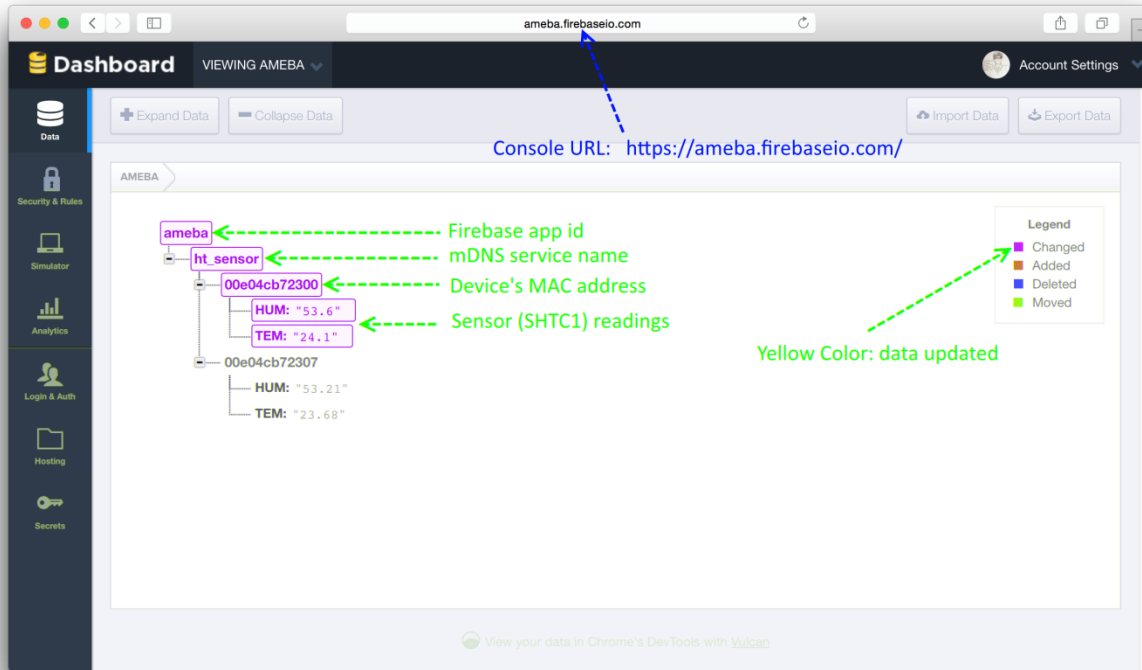 ameba.firebaseio.com
Dashboard
VIEWING AMEBA
Account Settings
Data
Security & Rules
Simulator
Analytics
Login & Auth
Hosting
Secrets
Expand Data
Collapse Data
Import Data
Export Data
Console URL: https://ameba.firebaseio.com/
AMEBA
ameba
Firebase app id
ht_sensor
mDNS service name
00e04cb72300
Device's MAC address
HUM: "53.6"
TEM: "24.1"
Sensor (SHTC1) readings
00e04cb72307
HUM: "53.21"
TEM: "23.68"
Legend
Changed
Added
Deleted
Moved
Yellow Color: data updated
View your data in Chrome's DevTools with Vulcan